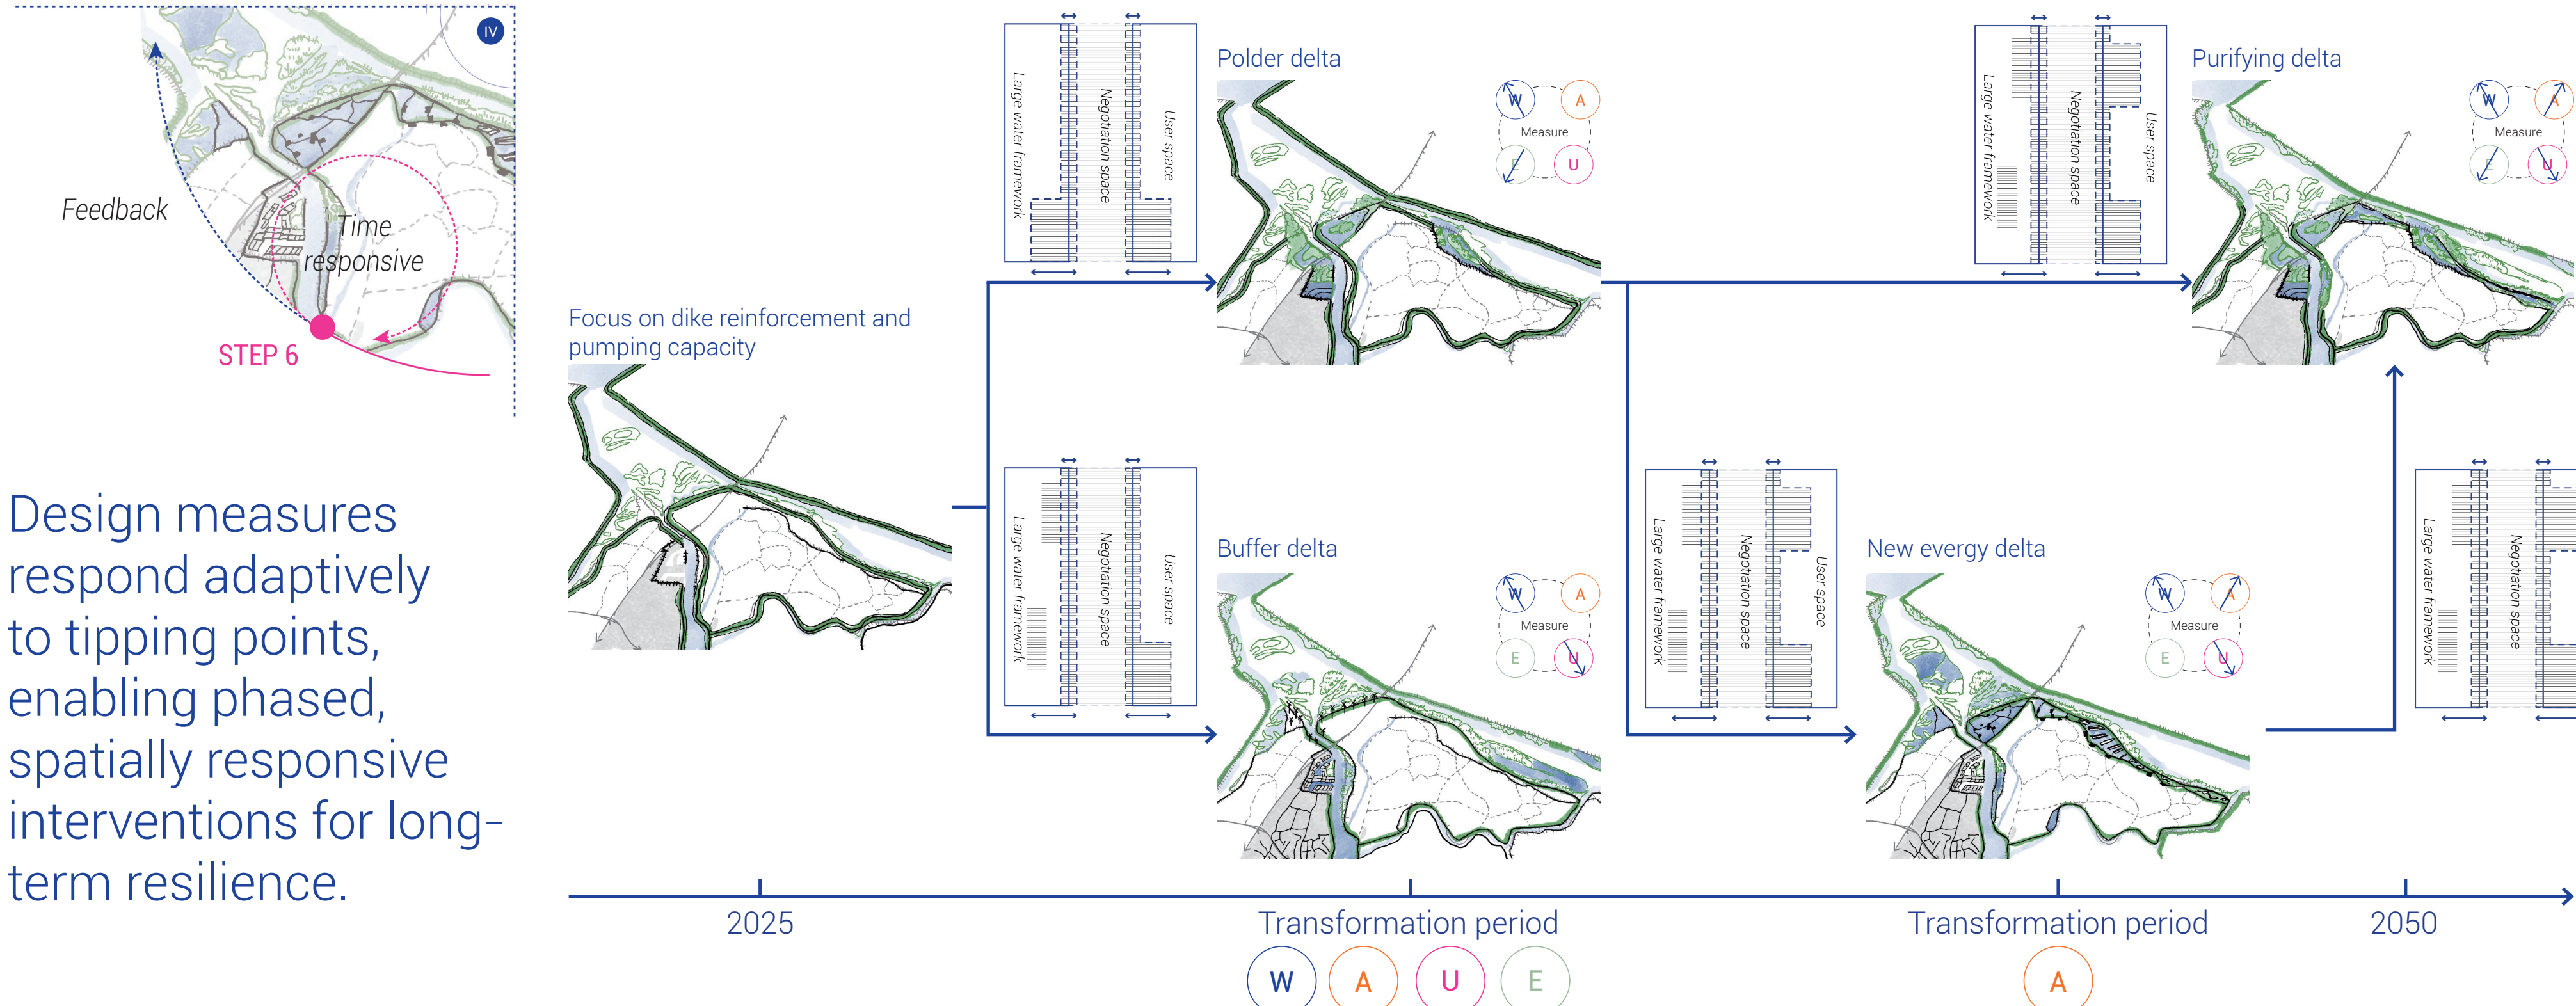 IV
Feedback
Time
responsive
STEP 6
Design measures
respond adaptively
to tipping points,
enabling phased,
spatially responsive
interventions for long-
term resilience.
Focus on dike reinforcement and
pumping capacity
Large water framework
Negotiation space
User space
Polder delta
W
A
Measure
E
U
Large water framework
Negotiation space
User space
Buffer delta
W
A
Measure
E
U
Large water framework
Negotiation space
User space
New evergy delta
W
A
Measure
E
U
Large water framework
Negotiation space
User space
Purifying delta
W
A
Measure
E
U
Large water framework
Negotiation space
2025
Transformation period
W A U E
Transformation period
A
2050